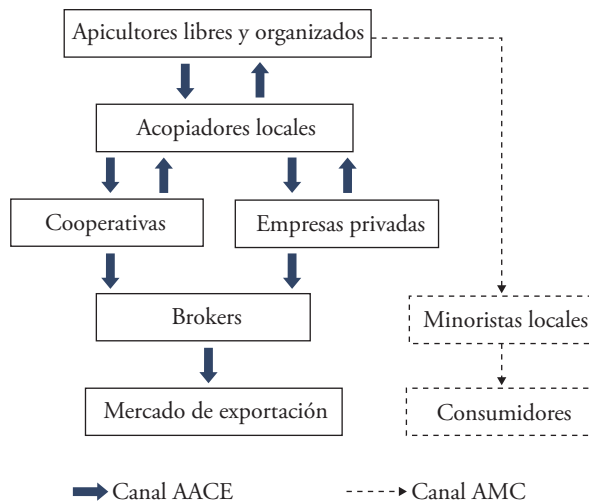 Apicultores libres y organizados
Acopiadores locales
Cooperativas
Empresas privadas
Brokers
Minoristas locales
Mercado de exportación
Consumidores
Canal AACE
Canal AMC